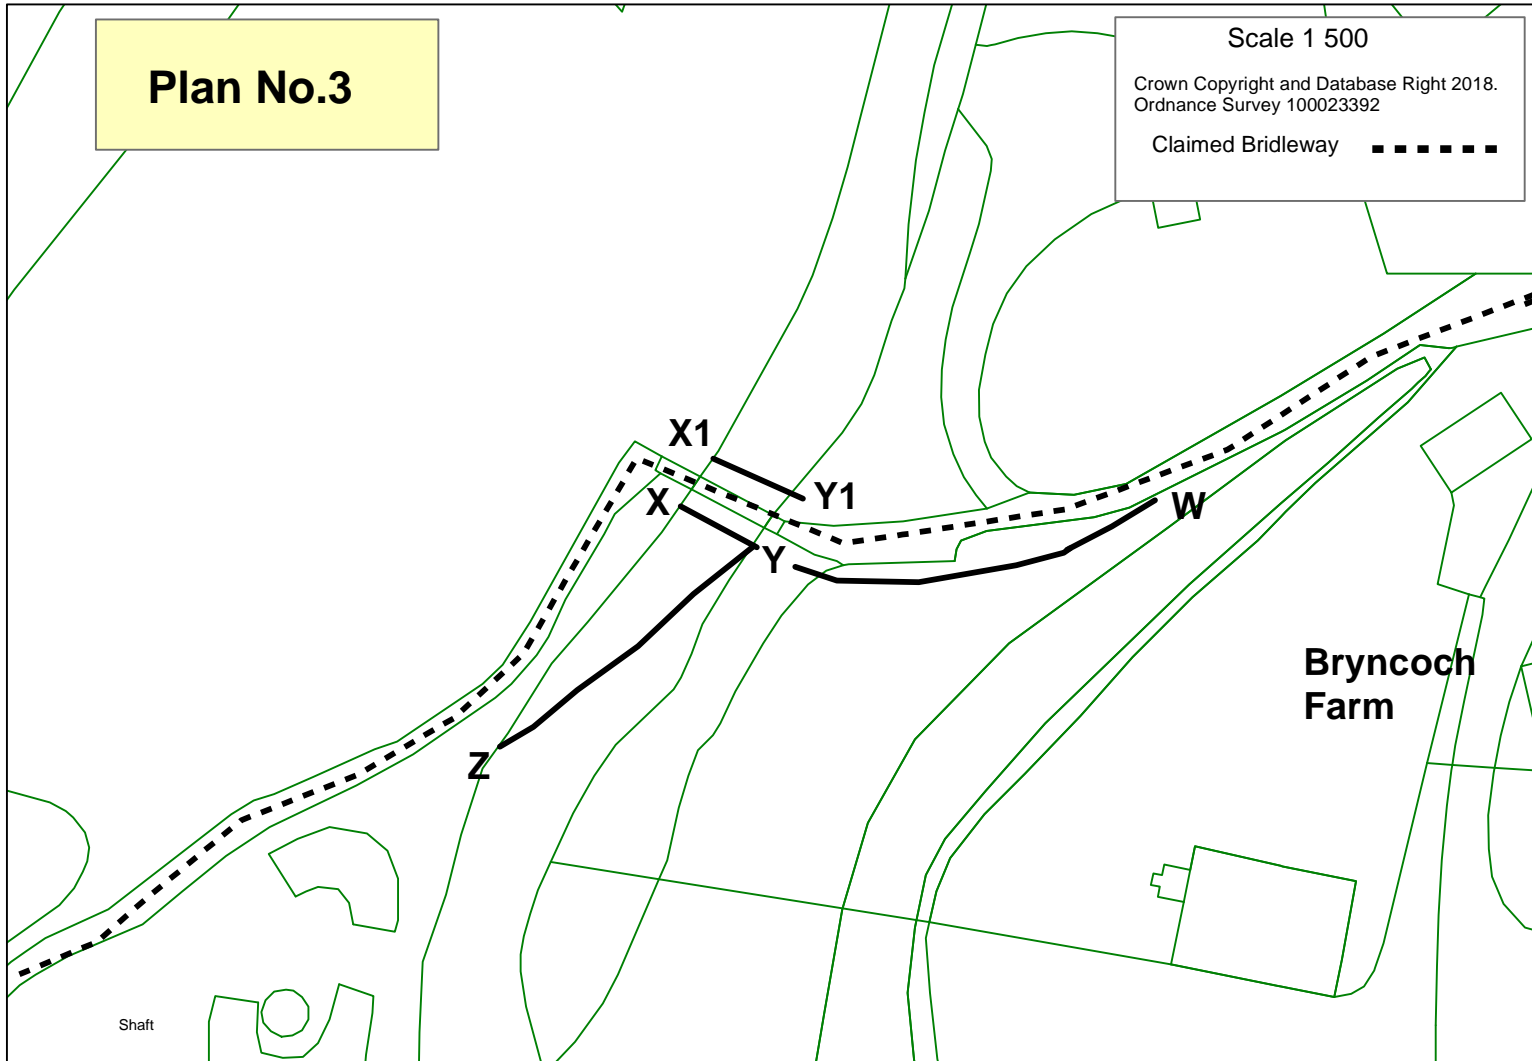 Plan No.3
Scale 1 500
Crown Copyright and Database Right 2018.
Ordnance Survey 100023392
Claimed Bridleway
X1
Y1
X
W
Y
Z
Bryncoch
Farm
Shaft